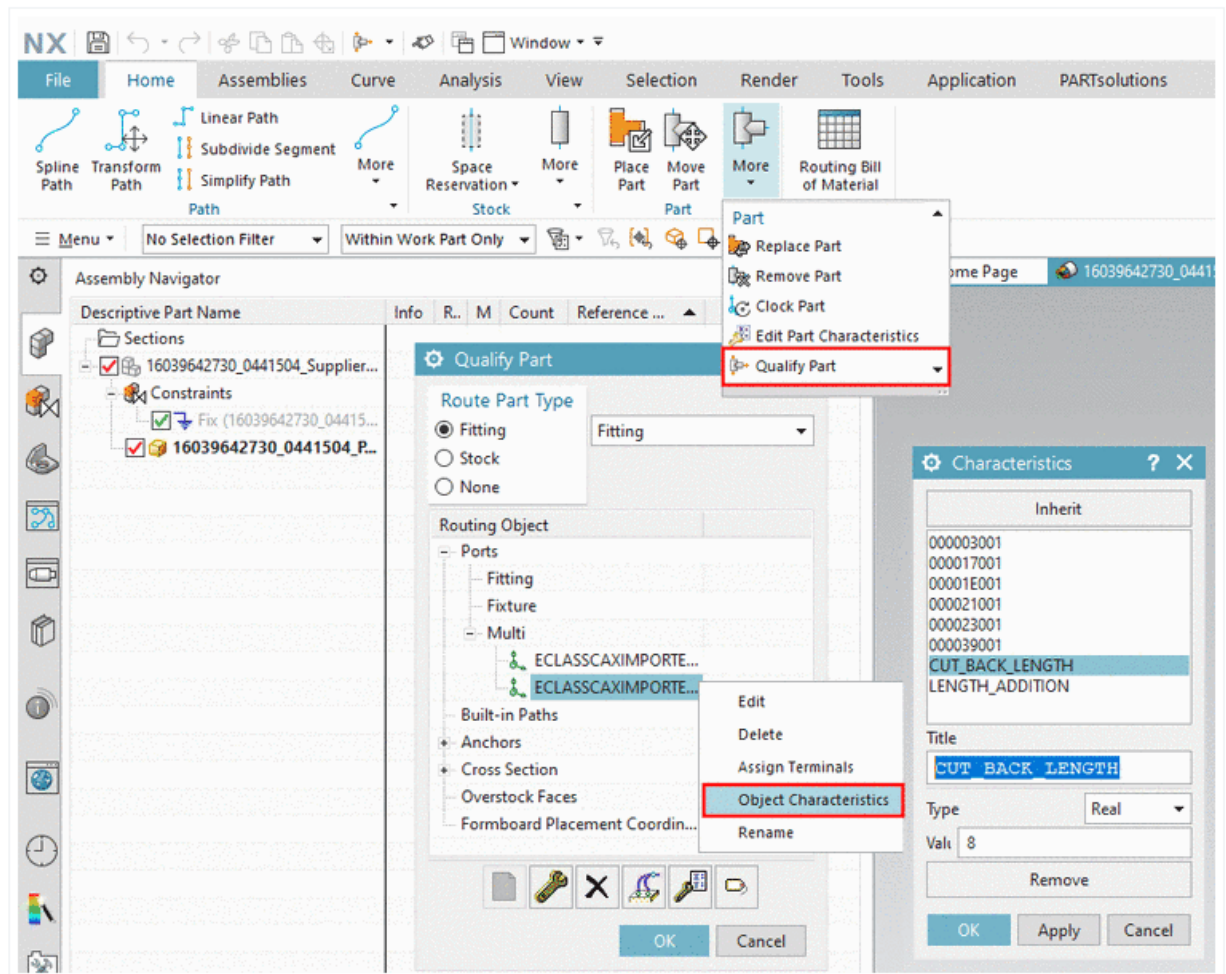 NX Window
File Home Assemblies Curve Analysis View Selection Render Tools Application PARTsolutions
Linear Path
Subdivide Segment
Simplify Path
Spline Path
Transform Path
More
Path
Space Reservation
More
Stock
Place Part
Move Part
More
Part
Routing Bill of Material
Menu No Selection Filter Within Work Part Only
Part
Replace Part
Remove Part
Clock Part
Edit Part Characteristics
Qualify Part
ome Page 16039642730_0441
Assembly Navigator
Descriptive Part Name Info R.. M Count Reference ...
Sections
16039642730_0441504_Supplier...
Constraints
Fix (16039642730_04415...
16039642730_0441504_P...
Qualify Part
Route Part Type
Fitting Fitting
Stock
None
Routing Object
Ports
Fitting
Fixture
Multi
ECLASSCAXIMPORTE...
ECLASSCAXIMPORTE...
Built-in Paths
Anchors
Cross Section
Overstock Faces
Formboard Placement Coordin...
OK Cancel
Edit
Delete
Assign Terminals
Object Characteristics
Rename
Characteristics ? X
Inherit
000003001
000017001
00001E001
000021001
000023001
000039001
CUT_BACK_LENGTH
LENGTH_ADDITION
Title
CUT_BACK_LENGTH
Type Real
Valu 8
Remove
OK Apply Cancel